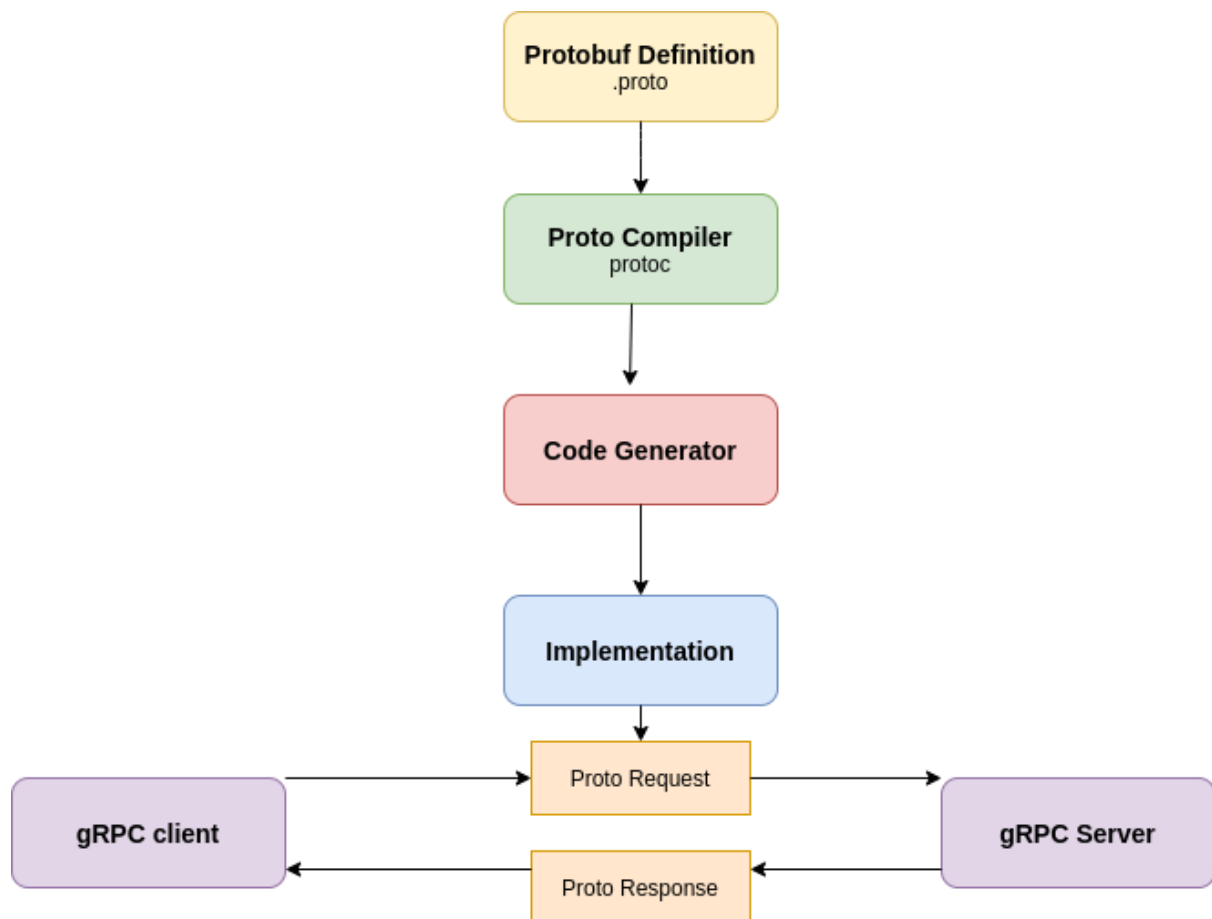 Protobuf Definition
.proto
Proto Compiler
protoc
Code Generator
Implementation
Proto Request
gRPC client
gRPC Server
Proto Response